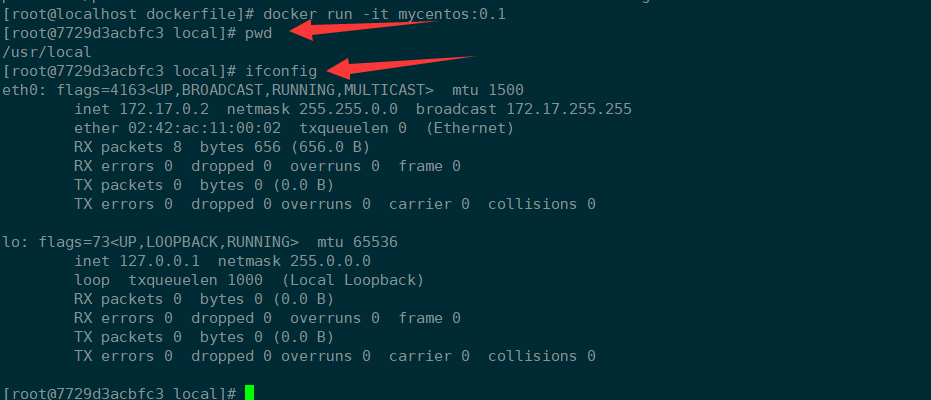 [root@localhost dockerfile]# docker run -it mycentos:0.1
[root@7729d3acbfc3 local]# pwd
/usr/local
[root@7729d3acbfc3 local]# ifconfig
eth0: flags=4163<UP,BROADCAST,RUNNING,MULTICAST>  mtu 1500
        inet 172.17.0.2  netmask 255.255.0.0  broadcast 172.17.255.255
        ether 02:42:ac:11:00:02  txqueuelen 0  (Ethernet)
        RX packets 8  bytes 656 (656.0 B)
        RX errors 0  dropped 0  overruns 0  frame 0
        TX packets 0  bytes 0 (0.0 B)
        TX errors 0  dropped 0 overruns 0  carrier 0  collisions 0

lo: flags=73<UP,LOOPBACK,RUNNING>  mtu 65536
        inet 127.0.0.1  netmask 255.0.0.0
        loop  txqueuelen 1000  (Local Loopback)
        RX packets 0  bytes 0 (0.0 B)
        RX errors 0  dropped 0  overruns 0  frame 0
        TX packets 0  bytes 0 (0.0 B)
        TX errors 0  dropped 0 overruns 0  carrier 0  collisions 0

[root@7729d3acbfc3 local]#